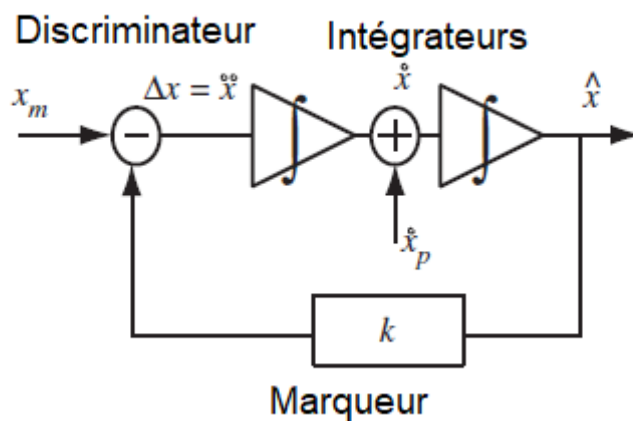 Discriminateur
Intégrateurs
x_m
Δx = x̊̊
x̊
x̂
−
∫
+
∫
x̊_p
k
Marqueur